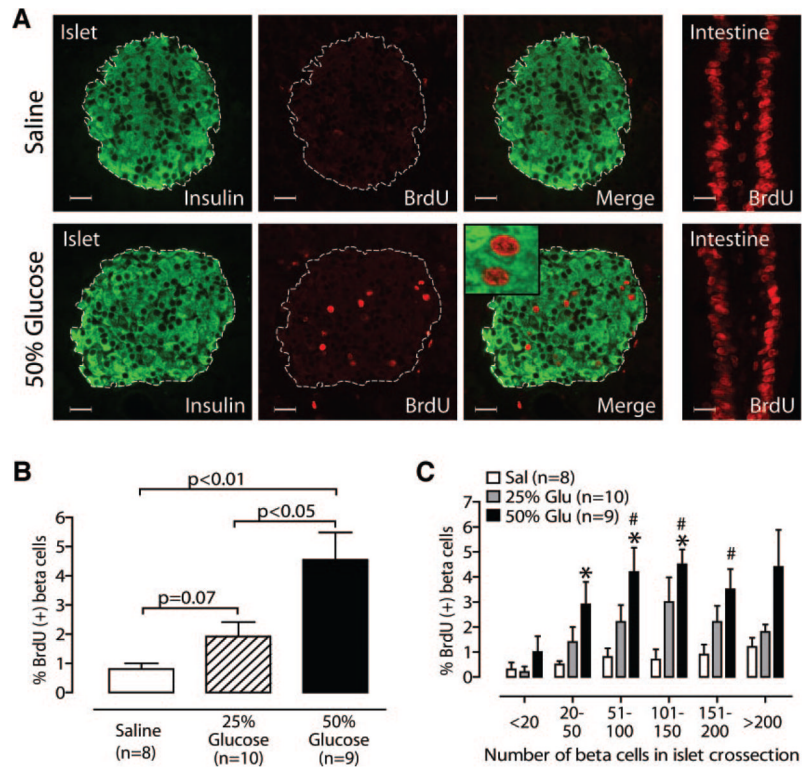 A
Saline
Islet
Insulin
BrdU
Merge
Intestine
BrdU
50% Glucose
Islet
Insulin
BrdU
Merge
Intestine
BrdU
B
p<0.01
p<0.05
p=0.07
% BrdU (+) beta cells
6
5
4
3
2
1
0
Saline
(n=8)
25%
Glucose
(n=10)
50%
Glucose
(n=9)
C
Sal (n=8)
25% Glu (n=10)
50% Glu (n=9)
% BrdU (+) beta cells
7
6
5
4
3
2
1
0
*
#
*
#
*
#
<20
20-
50
51-
100
101-
150
151-
200
>200
Number of beta cells in islet crossection